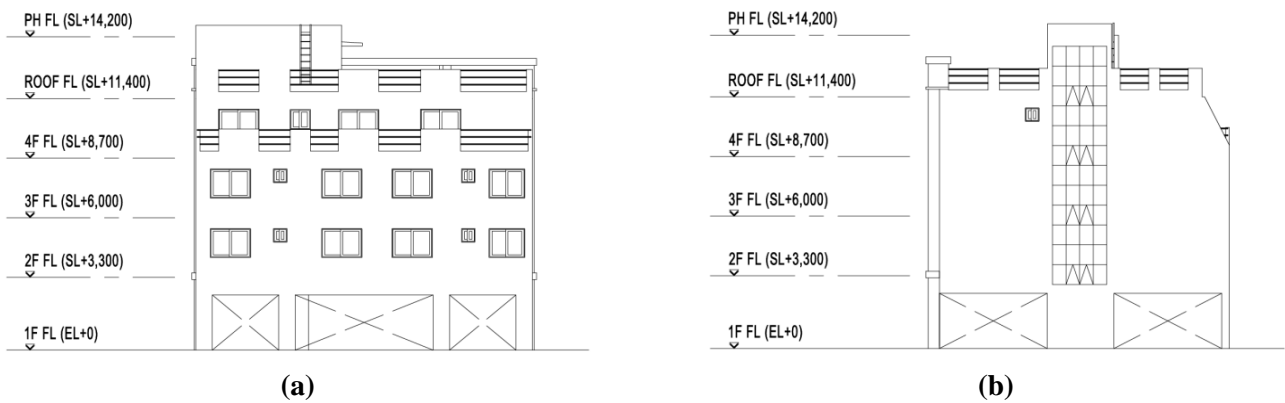 PH FL (SL+14,200)
ROOF FL (SL+11,400)
4F FL (SL+8,700)
3F FL (SL+6,000)
2F FL (SL+3,300)
1F FL (EL+0)
(a)
PH FL (SL+14,200)
ROOF FL (SL+11,400)
4F FL (SL+8,700)
3F FL (SL+6,000)
2F FL (SL+3,300)
1F FL (EL+0)
(b)